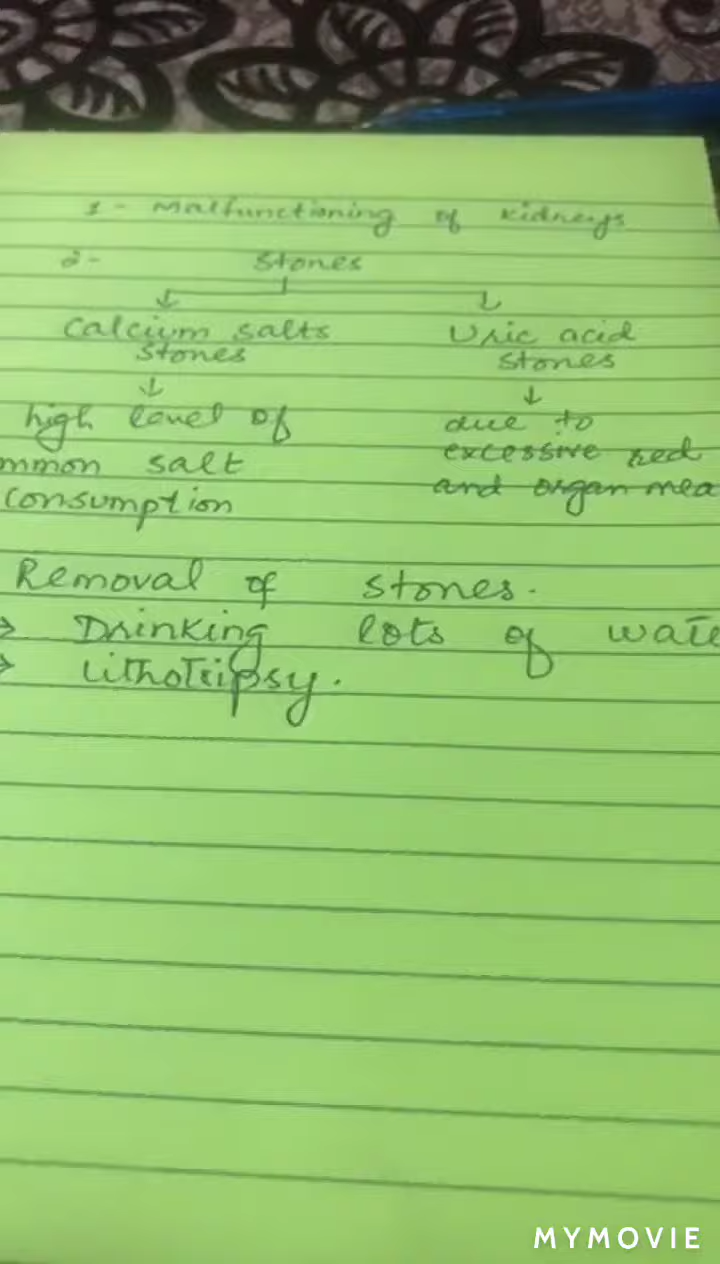 1- Malfunctioning of kidneys
2- Stones
Calcium salts Uric acid
stones stones
high level of due to
mmon salt excessive red
consumption and organ mea
Removal of stones.
→ Drinking lots of wate
→ Lithotripsy.
MYMOVIE